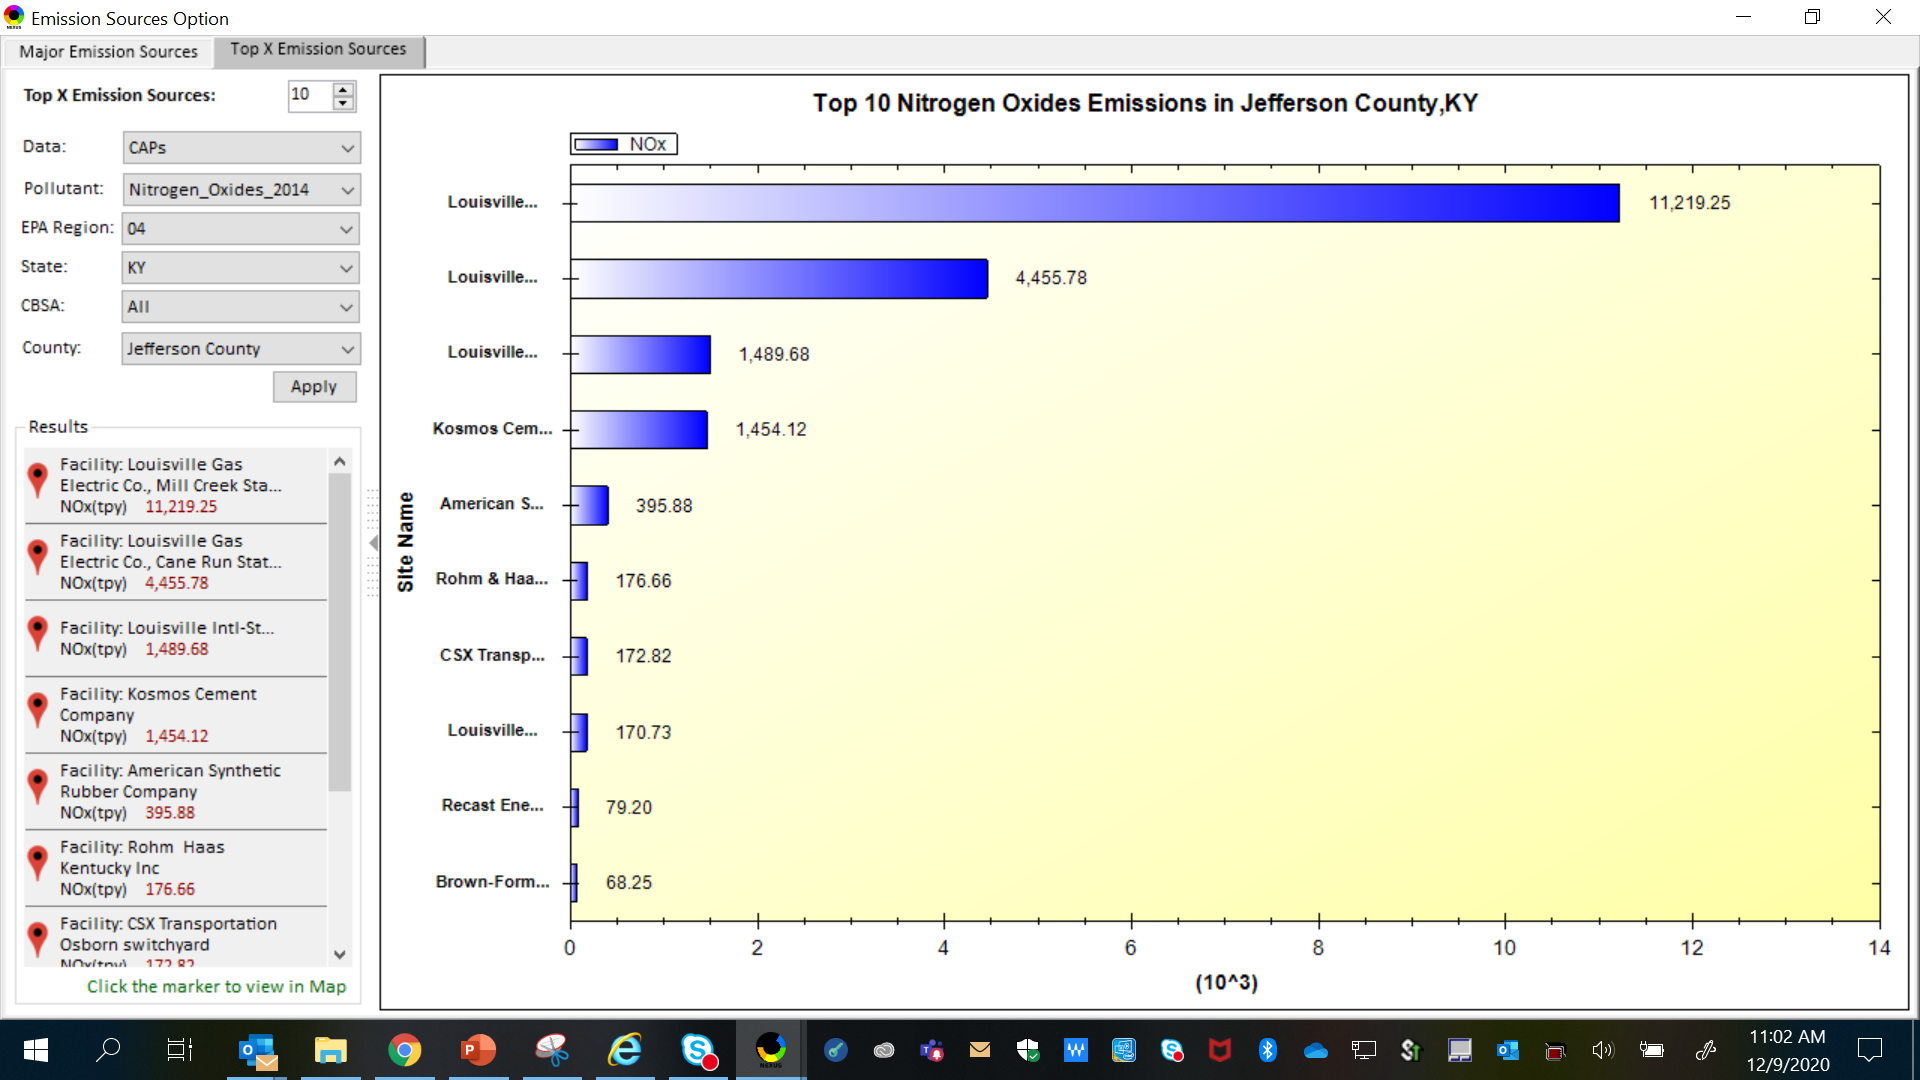 Emission Sources Option
Major Emission Sources
Top X Emission Sources
Top X Emission Sources:
10
Data:
CAPs
Pollutant:
Nitrogen_Oxides_2014
EPA Region:
04
State:
KY
CBSA:
All
County:
Jefferson County
Apply
Results
Facility: Louisville Gas
Electric Co., Mill Creek Sta...
NOx(tpy) 11,219.25
Facility: Louisville Gas
Electric Co., Cane Run Stat...
NOx(tpy) 4,455.78
Facility: Louisville Intl-St...
NOx(tpy) 1,489.68
Facility: Kosmos Cement
Company
NOx(tpy) 1,454.12
Facility: American Synthetic
Rubber Company
NOx(tpy) 395.88
Facility: Rohm Haas
Kentucky Inc
NOx(tpy) 176.66
Facility: CSX Transportation
Osborn switchyard
NOx(tpy) 172.82
Click the marker to view in Map
Top 10 Nitrogen Oxides Emissions in Jefferson County,KY
NOx
Site Name
Louisville... 11,219.25
Louisville... 4,455.78
Louisville... 1,489.68
Kosmos Cem... 1,454.12
American S... 395.88
Rohm & Haa... 176.66
CSX Transp... 172.82
Louisville... 170.73
Recast Ene... 79.20
Brown-Form... 68.25
0 2 4 6 8 10 12 14
(10^3)
11:02 AM
12/9/2020